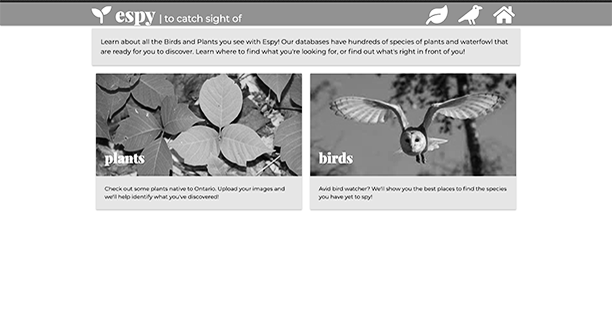 espy | to catch sight of
Learn about all the Birds and Plants you see with Espy! Our databases have hundreds of species of plants and waterfowl that
are ready for you to discover. Learn where to find what you're looking for, or find out what's right in front of you!
plants
birds
Check out some plants native to Ontario. Upload your images and
we'll help identify what you've discovered!
Avid bird watcher? We'll show you the best places to find the species
you have yet to spy!